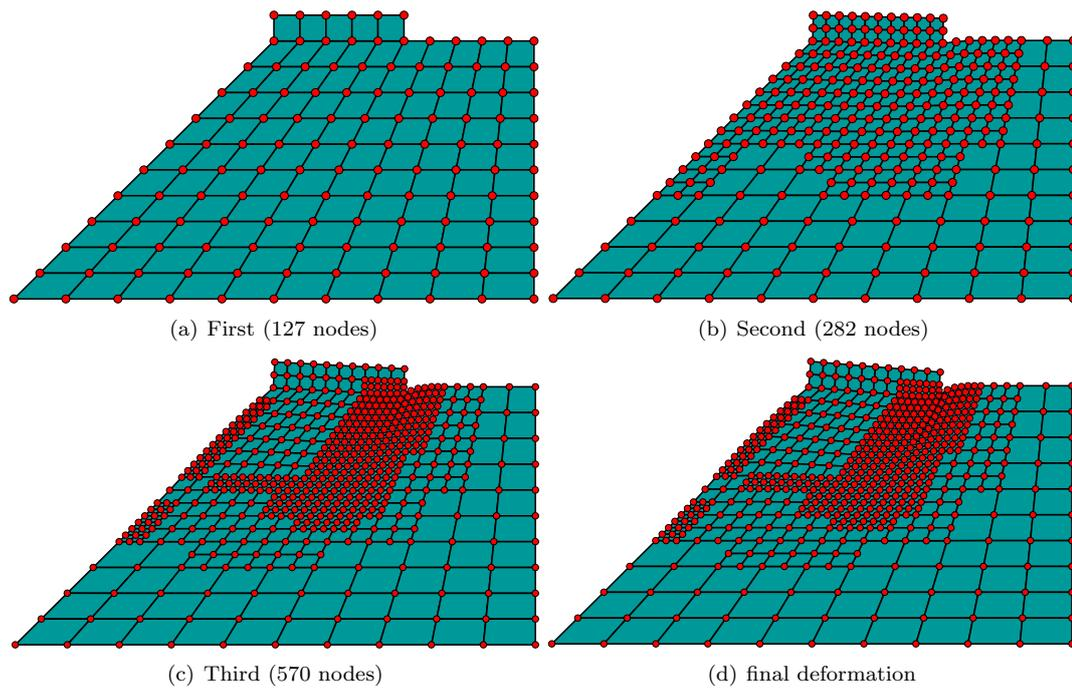 (a) First (127 nodes)
(b) Second (282 nodes)
(c) Third (570 nodes)
(d) final deformation